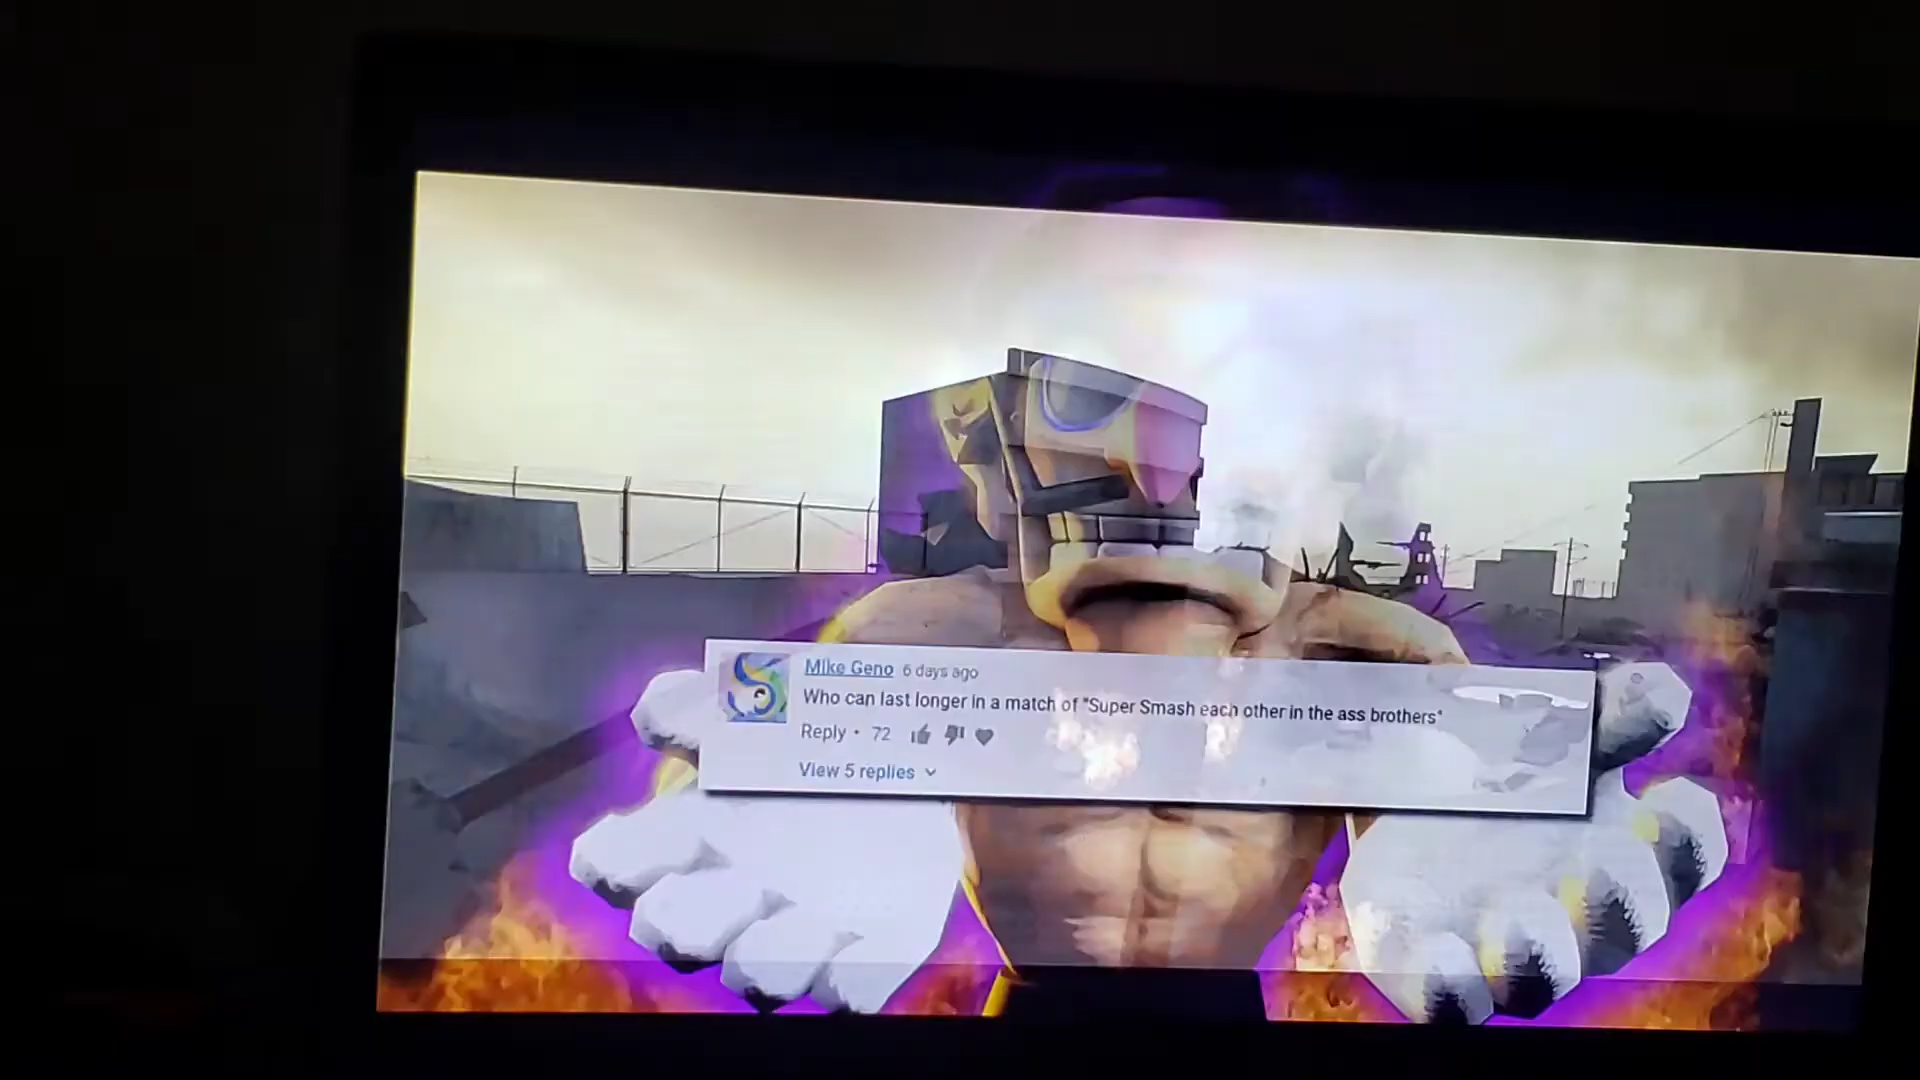 Mike Geno 6 days ago
Who can last longer in a match of "Super Smash each other in the ass brothers"
Reply • 72
View 5 replies